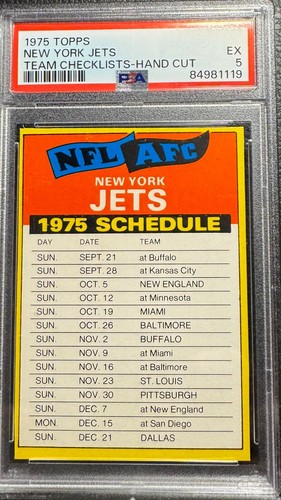 1975 TOPPS
NEW YORK JETS EX
TEAM CHECKLISTS-HAND CUT 5
PSA 84981119
NFL AFC
NEW YORK
JETS
1975 SCHEDULE
DAY DATE TEAM
SUN. SEPT. 21 at Buffalo
SUN. SEPT. 28 at Kansas City
SUN. OCT. 5 NEW ENGLAND
SUN. OCT. 12 at Minnesota
SUN. OCT. 19 MIAMI
SUN. OCT. 26 BALTIMORE
SUN. NOV. 2 BUFFALO
SUN. NOV. 9 at Miami
SUN. NOV. 16 at Baltimore
SUN. NOV. 23 ST. LOUIS
SUN. NOV. 30 PITTSBURGH
SUN. DEC. 7 at New England
MON. DEC. 15 at San Diego
SUN. DEC. 21 DALLAS